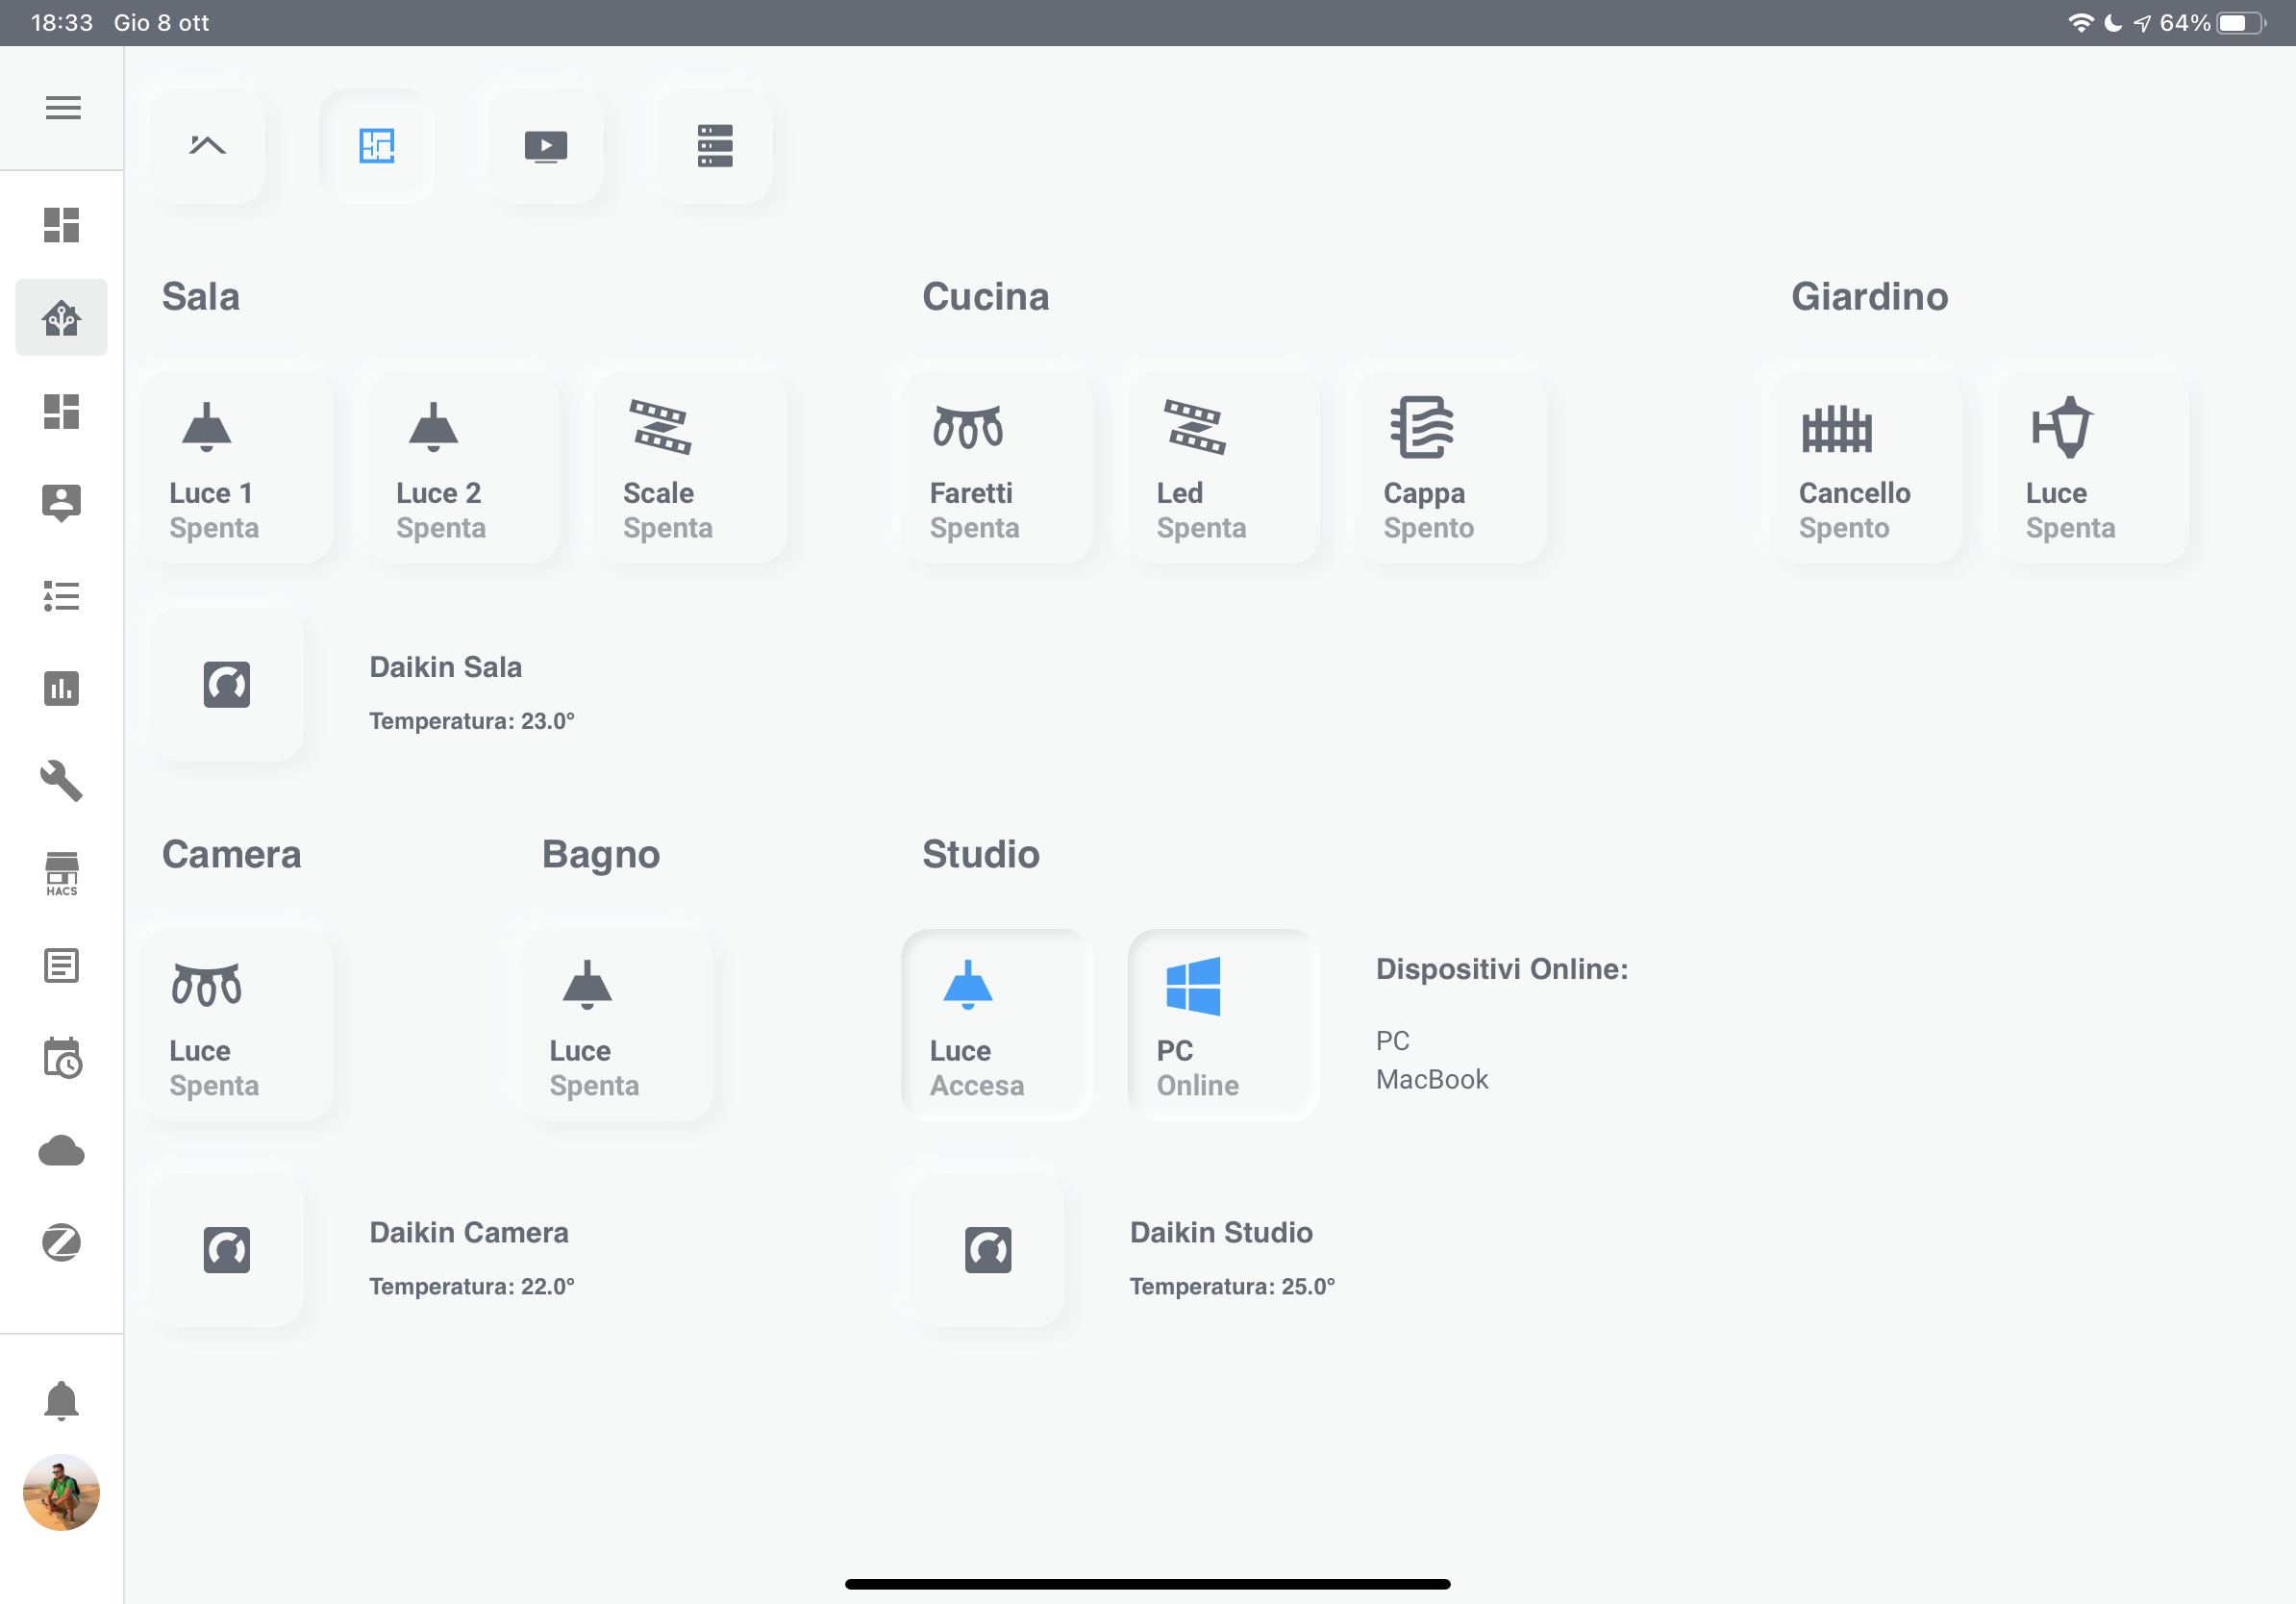 18:33 Gio 8 ott 64%
Sala
Luce 1
Spenta
Luce 2
Spenta
Scale
Spenta
Daikin Sala
Temperatura: 23.0°
Cucina
Faretti
Spenta
Led
Spenta
Cappa
Spento
Giardino
Cancello
Spento
Luce
Spenta
HACS
Camera
Luce
Spenta
Daikin Camera
Temperatura: 22.0°
Bagno
Luce
Spenta
Studio
Luce
Accesa
PC
Online
Dispositivi Online:
PC
MacBook
Daikin Studio
Temperatura: 25.0°